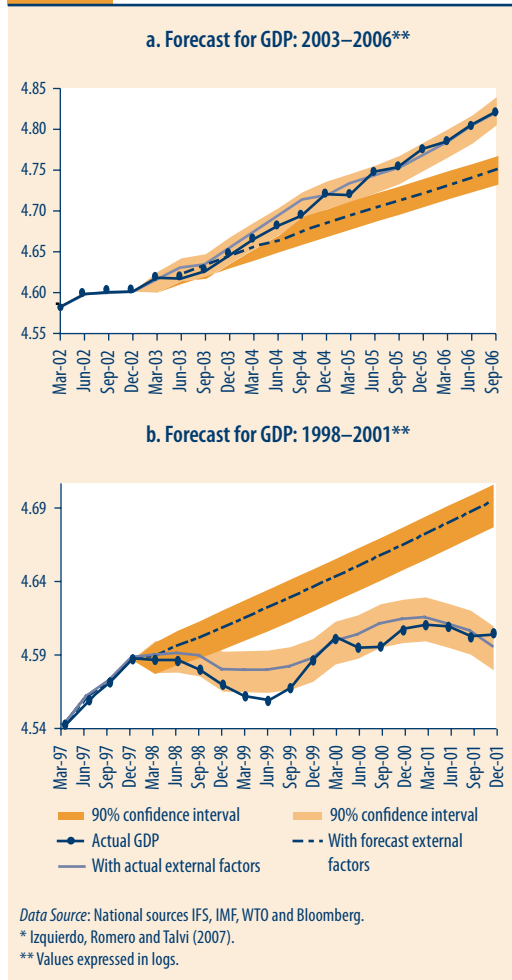 a. Forecast for GDP: 2003–2006**
4.85
4.80
4.75
4.70
4.65
4.60
4.55
Mar-02
Jun-02
Sep-02
Dec-02
Mar-03
Jun-03
Sep-03
Dec-03
Mar-04
Jun-04
Sep-04
Dec-04
Mar-05
Jun-05
Sep-05
Dec-05
Mar-06
Jun-06
Sep-06
b. Forecast for GDP: 1998–2001**
4.69
4.64
4.59
4.54
Mar-97
Jun-97
Sep-97
Dec-97
Mar-98
Jun-98
Sep-98
Dec-98
Mar-99
Jun-99
Sep-99
Dec-99
Mar-00
Jun-00
Sep-00
Dec-00
Mar-01
Jun-01
Sep-01
Dec-01
90% confidence interval
90% confidence interval
Actual GDP
With forecast external
factors
With actual external factors
Data Source: National sources IFS, IMF, WTO and Bloomberg.
* Izquierdo, Romero and Talvi (2007).
** Values expressed in logs.